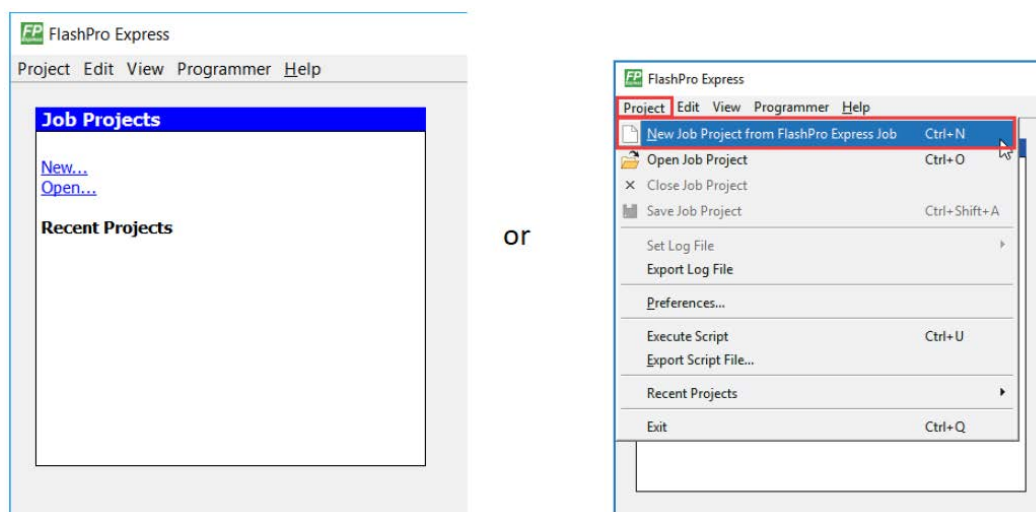 FP FlashPro Express
Project Edit View Programmer Help
Job Projects
New...
Open...
Recent Projects
or
FP FlashPro Express
Project Edit View Programmer Help
New Job Project from FlashPro Express Job Ctrl+N
Open Job Project Ctrl+O
Close Job Project
Save Job Project Ctrl+Shift+A
Set Log File
Export Log File
Preferences...
Execute Script Ctrl+U
Export Script File...
Recent Projects
Exit Ctrl+Q